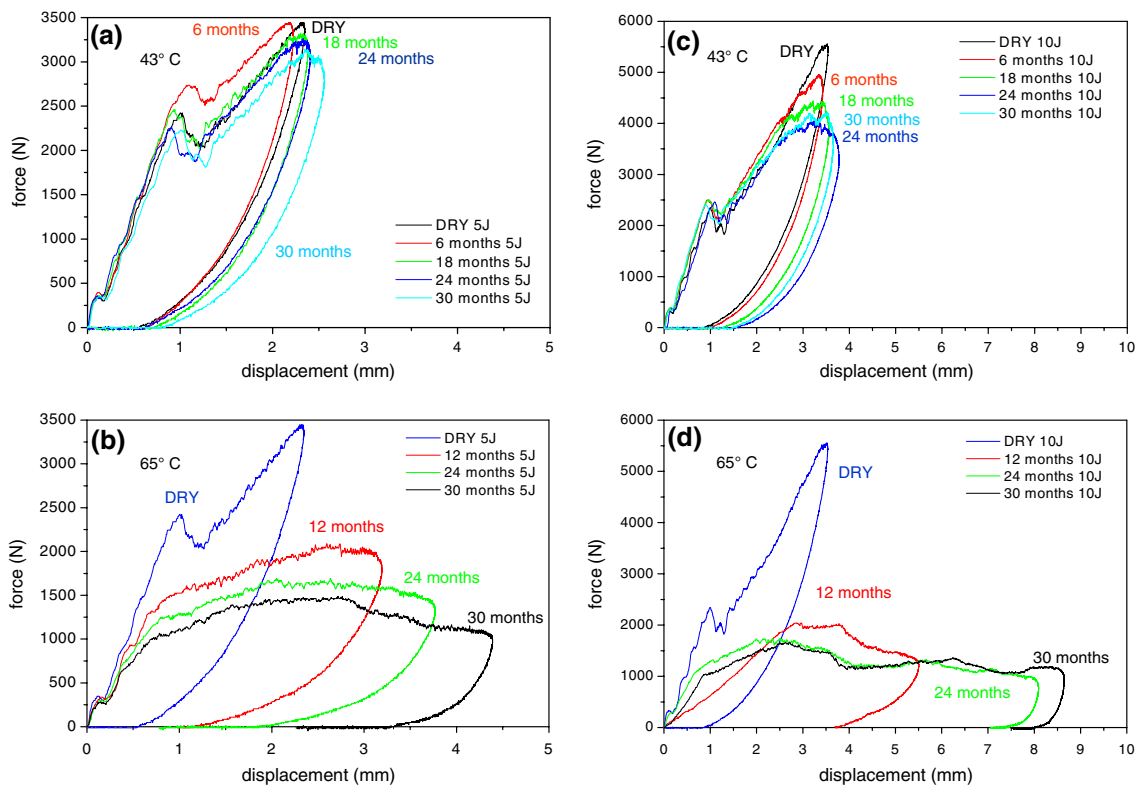 (a)
43° C
6 months
DRY
18 months
24 months
30 months
DRY 5J
6 months 5J
18 months 5J
24 months 5J
30 months 5J
3500
3000
2500
2000
1500
1000
500
0
force (N)
0 1 2 3 4 5
displacement (mm)
(c)
43° C
DRY
6 months
18 months
30 months
24 months
DRY 10J
6 months 10J
18 months 10J
24 months 10J
30 months 10J
6000
5000
4000
3000
2000
1000
0
force (N)
0 1 2 3 4 5 6 7 8 9 10
displacement (mm)
(b)
65° C
DRY
12 months
24 months
30 months
DRY 5J
12 months 5J
24 months 5J
30 months 5J
3500
3000
2500
2000
1500
1000
500
0
force (N)
0 1 2 3 4 5
displacement (mm)
(d)
65° C
DRY
12 months
24 months
30 months
DRY 10J
12 months 10J
24 months 10J
30 months 10J
6000
5000
4000
3000
2000
1000
0
force (N)
0 1 2 3 4 5 6 7 8 9 10
displacement (mm)